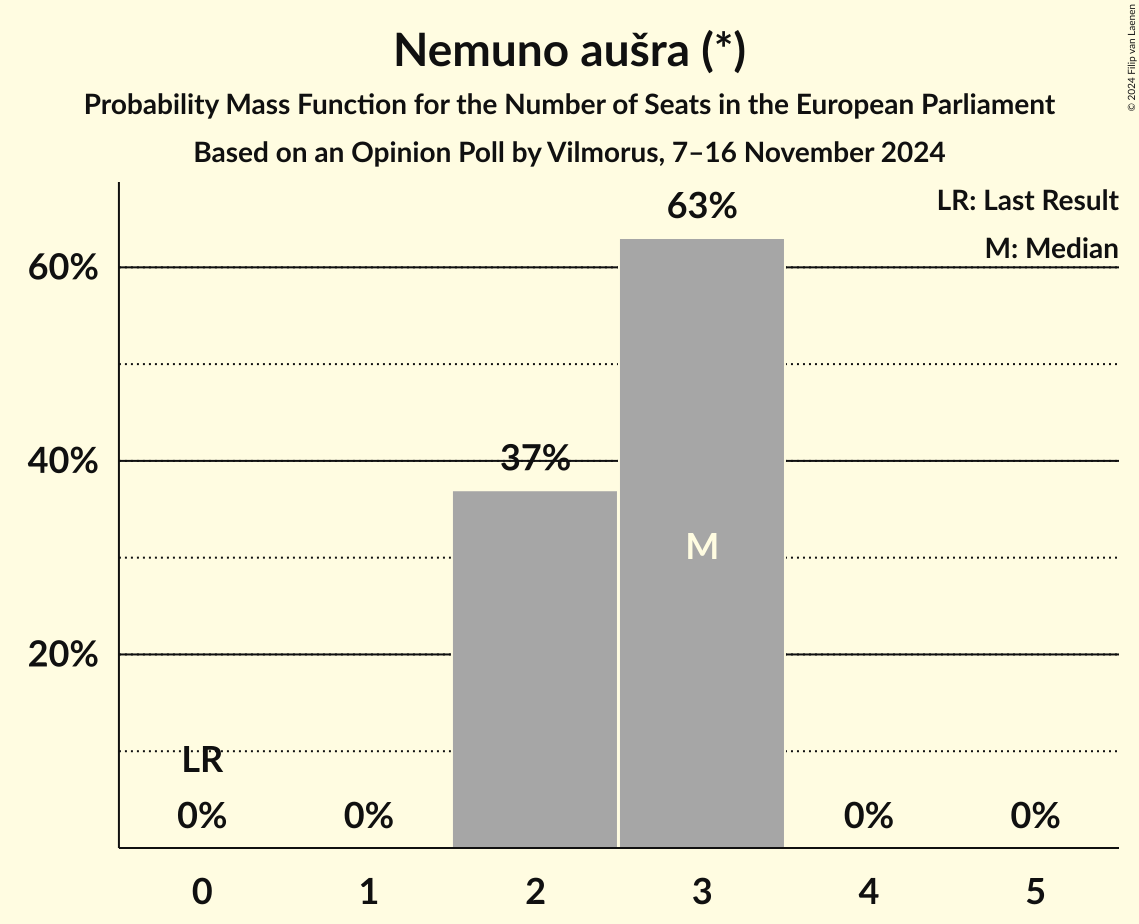 Nemuno aušra (*)
Probability Mass Function for the Number of Seats in the European Parliament
Based on an Opinion Poll by Vilmorus, 7–16 November 2024
© 2024 Filip van Laenen
LR: Last Result
M: Median
63%
60%
37%
40%
M
20%
LR
0% 0% 0% 0%
0 1 2 3 4 5